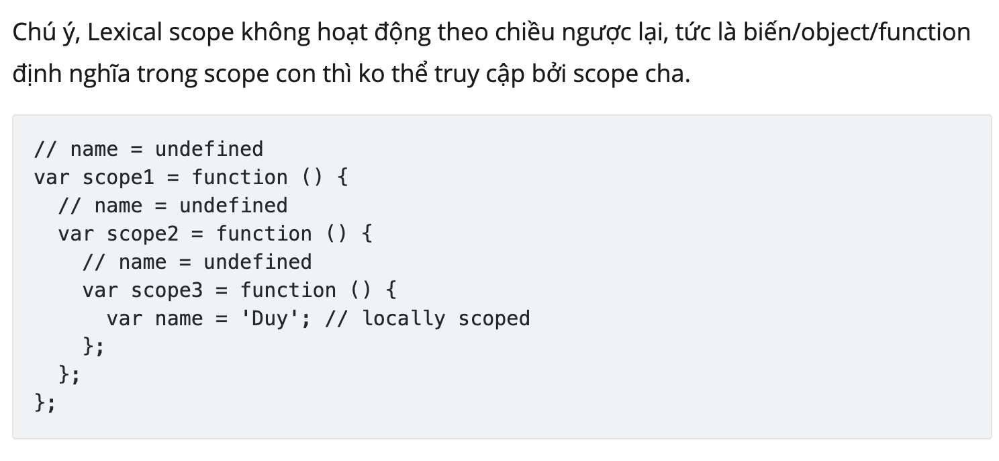 Chú ý, Lexical scope không hoạt động theo chiều ngược lại, tức là biến/object/function
định nghĩa trong scope con thì ko thể truy cập bởi scope cha.
// name = undefined
var scope1 = function () {
  // name = undefined
  var scope2 = function () {
    // name = undefined
    var scope3 = function () {
      var name = 'Duy'; // locally scoped
    };
  };
};